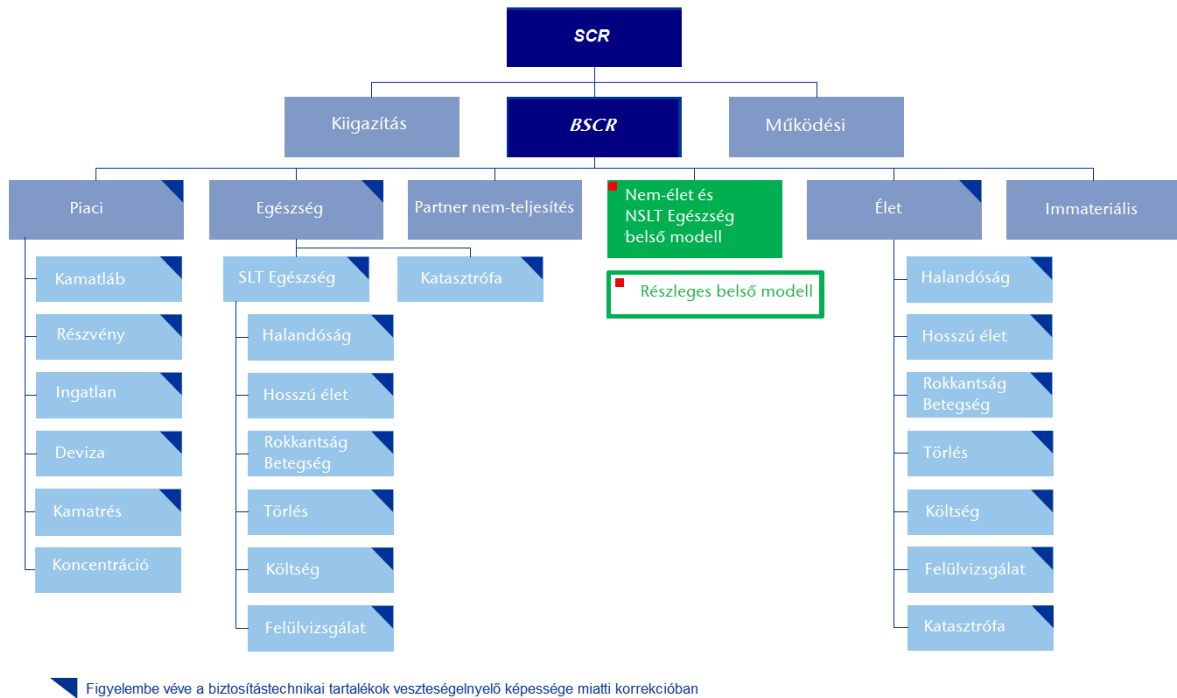 SCR
Kiigazítás
BSCR
Működési
Piaci
Egészség
Partner nem-teljesítés
Nem-élet és
NSLT Egészség
belső modell
Élet
Immateriális
Részleges belső modell
Kamatláb
Részvény
Ingatlan
Deviza
Kamatrés
Koncentráció
SLT Egészség
Katasztrófa
Halandóság
Hosszú élet
Rokkantság
Betegség
Törlés
Költség
Felülvizsgálat
Halandóság
Hosszú élet
Rokkantság
Betegség
Törlés
Költség
Felülvizsgálat
Katasztrófa
Figyelembe véve a biztosítástechnikai tartalékok veszteségelnyelő képessége miatti korrekcióban